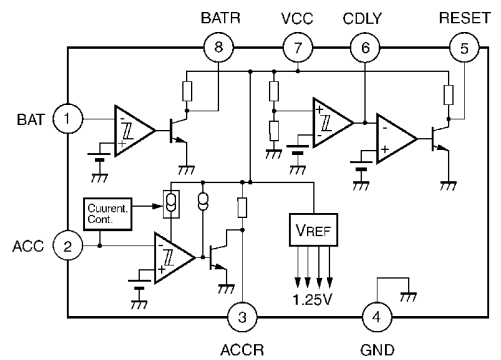 BATR VCC CDLY RESET
8 7 6 5
BAT 1
- +
+ -
- +
Cuurent.
Cont.
ACC 2
- +
VREF
1.25V
3 4
ACCR GND